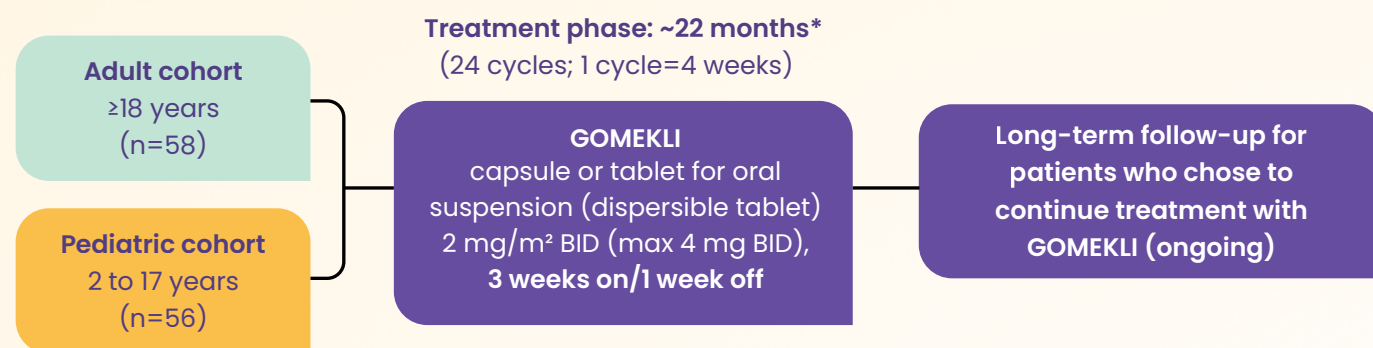 Treatment phase: ~22 months*
(24 cycles; 1 cycle=4 weeks)
Adult cohort
≥18 years
(n=58)
Pediatric cohort
2 to 17 years
(n=56)
GOMEKLI
capsule or tablet for oral
suspension (dispersible tablet)
2 mg/m² BID (max 4 mg BID),
3 weeks on/1 week off
Long-term follow-up for
patients who chose to
continue treatment with
GOMEKLI (ongoing)